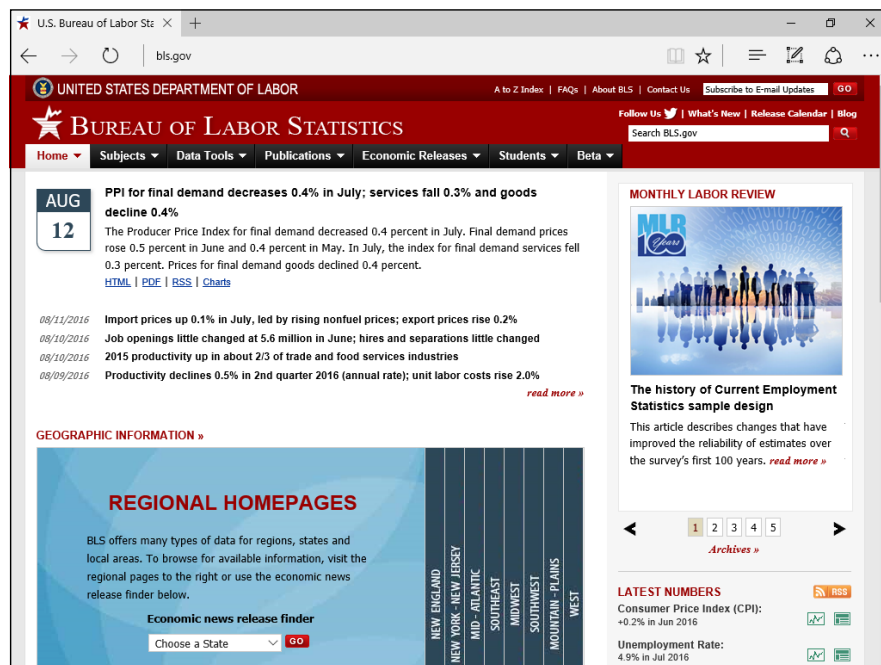 U.S. Bureau of Labor Sta
bls.gov
UNITED STATES DEPARTMENT OF LABOR
A to Z Index | FAQs | About BLS | Contact Us Subscribe to E-mail Updates GO
Follow Us | What's New | Release Calendar | Blog
BUREAU OF LABOR STATISTICS
Search BLS.gov
Home Subjects Data Tools Publications Economic Releases Students Beta
AUG
12
PPI for final demand decreases 0.4% in July; services fall 0.3% and goods
decline 0.4%
The Producer Price Index for final demand decreased 0.4 percent in July. Final demand prices
rose 0.5 percent in June and 0.4 percent in May. In July, the index for final demand services fell
0.3 percent. Prices for final demand goods declined 0.4 percent.
HTML | PDF | RSS | Charts
08/11/2016 Import prices up 0.1% in July, led by rising nonfuel prices; export prices rise 0.2%
08/10/2016 Job openings little changed at 5.6 million in June; hires and separations little changed
08/10/2016 2015 productivity up in about 2/3 of trade and food services industries
08/09/2016 Productivity declines 0.5% in 2nd quarter 2016 (annual rate); unit labor costs rise 2.0%
read more »
GEOGRAPHIC INFORMATION »
REGIONAL HOMEPAGES
BLS offers many types of data for regions, states and
local areas. To browse for available information, visit the
regional pages to the right or use the economic news
release finder below.
Economic news release finder
Choose a State GO
NEW ENGLAND
NEW YORK - NEW JERSEY
MID - ATLANTIC
SOUTHEAST
MIDWEST
SOUTHWEST
MOUNTAIN - PLAINS
WEST
MONTHLY LABOR REVIEW
MLR
100 Years
The history of Current Employment
Statistics sample design
This article describes changes that have
improved the reliability of estimates over
the survey's first 100 years. read more »
1 2 3 4 5
Archives »
LATEST NUMBERS RSS
Consumer Price Index (CPI):
+0.2% in Jun 2016
Unemployment Rate:
4.9% in Jul 2016